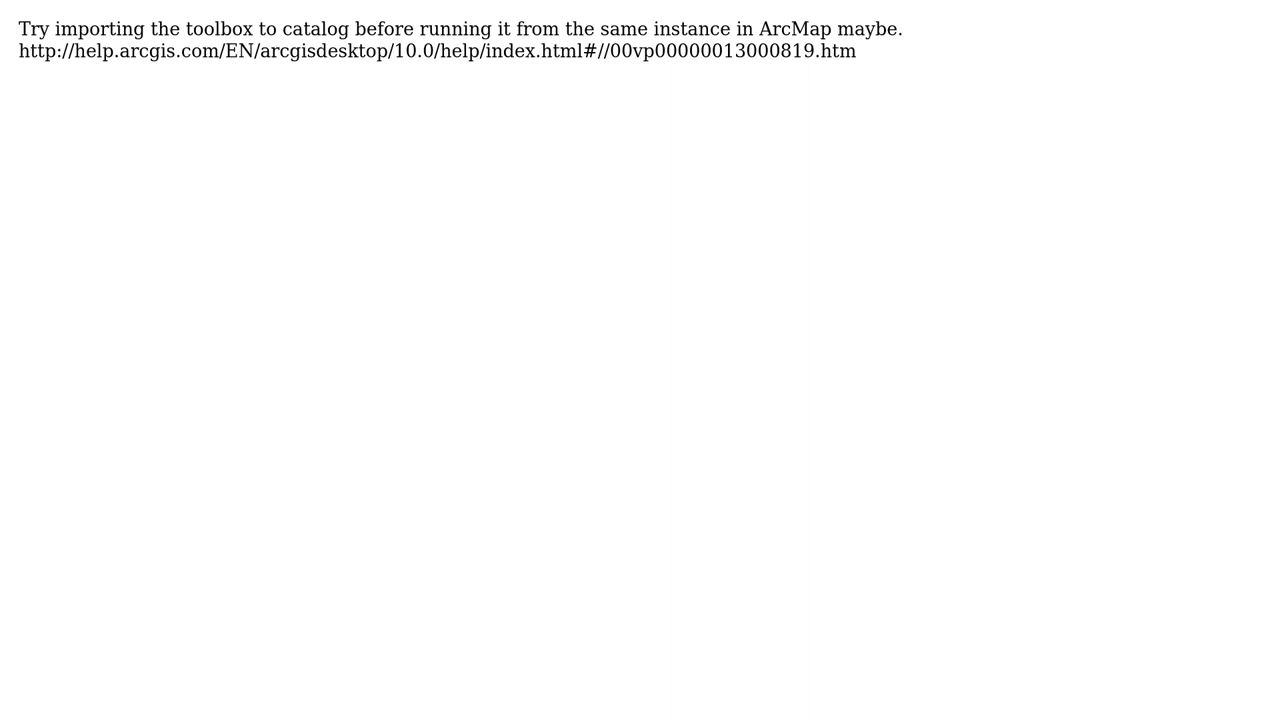 Try importing the toolbox to catalog before running it from the same instance in ArcMap maybe.
http://help.arcgis.com/EN/arcgisdesktop/10.0/help/index.html#//00vp00000013000819.htm